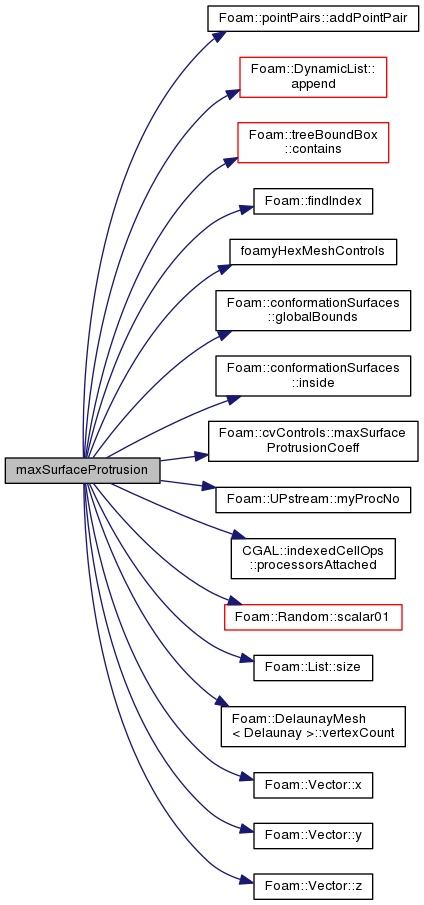 Foam::pointPairs::addPointPair
Foam::DynamicList::
append
Foam::treeBoundBox
::contains
Foam::findIndex
foamyHexMeshControls
Foam::conformationSurfaces
::globalBounds
Foam::conformationSurfaces
::inside
Foam::cvControls::maxSurface
ProtrusionCoeff
maxSurfaceProtrusion
Foam::UPstream::myProcNo
CGAL::indexedCellOps
::processorsAttached
Foam::Random::scalar01
Foam::List::size
Foam::DelaunayMesh
< Delaunay >::vertexCount
Foam::Vector::x
Foam::Vector::y
Foam::Vector::z